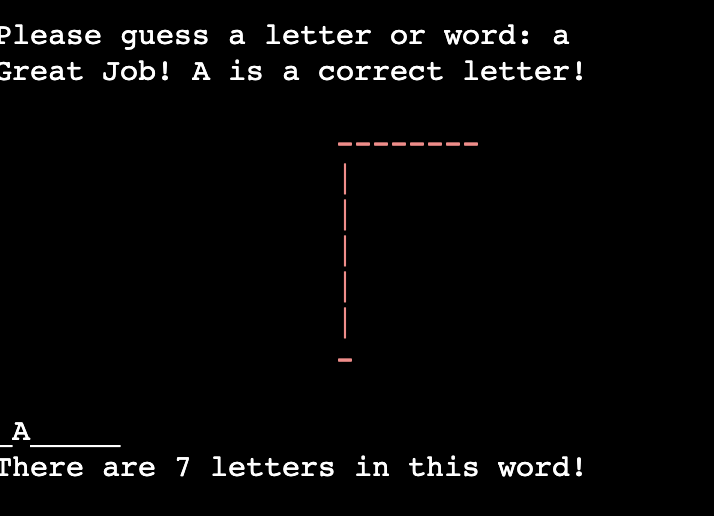 Please guess a letter or word: a
Great Job! A is a correct letter!
--------
|
|
|
|
|
-
_A_____
There are 7 letters in this word!